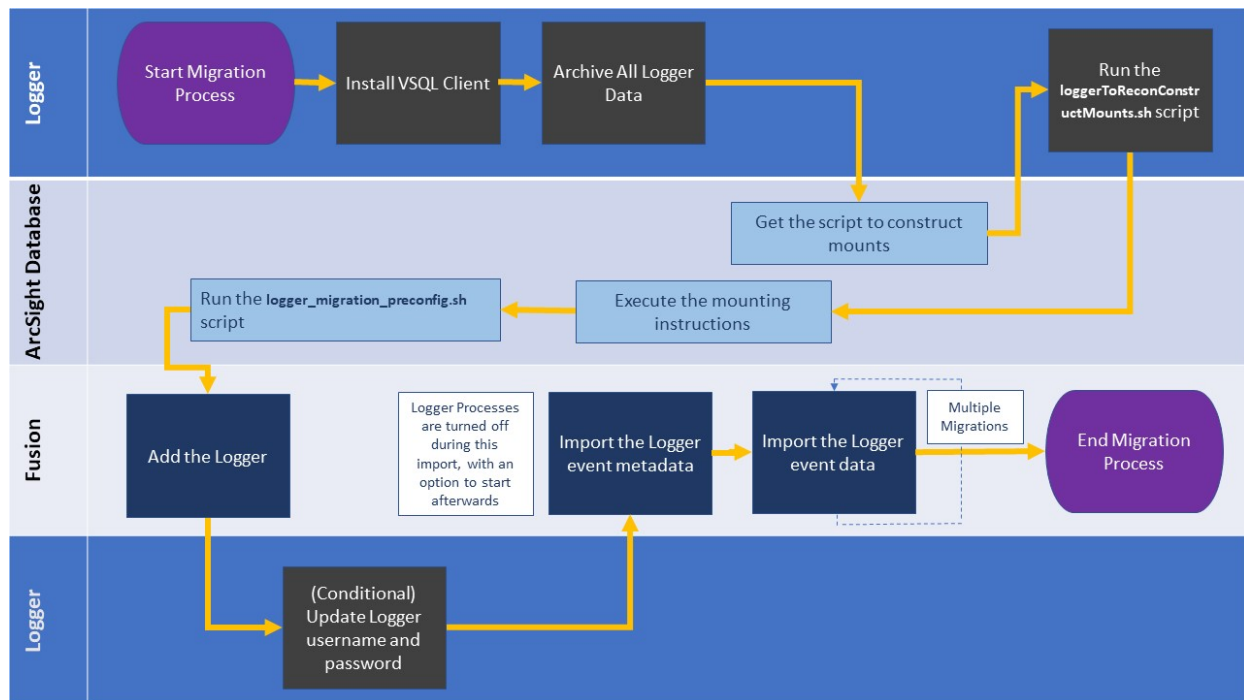 Logger
Start Migration
Process
Install VSQL Client
Archive All Logger
Data
Run the
loggerToReconConstr
uctMounts.sh script
ArcSight Database
Get the script to construct
mounts
Run the logger_migration_preconfig.sh
script
Execute the mounting
instructions
Fusion
Add the Logger
Logger Processes
are turned off
during this
import, with an
option to start
afterwards
Import the Logger
event metadata
Import the Logger
event data
Multiple
Migrations
End Migration
Process
Logger
(Conditional)
Update Logger
username and
password